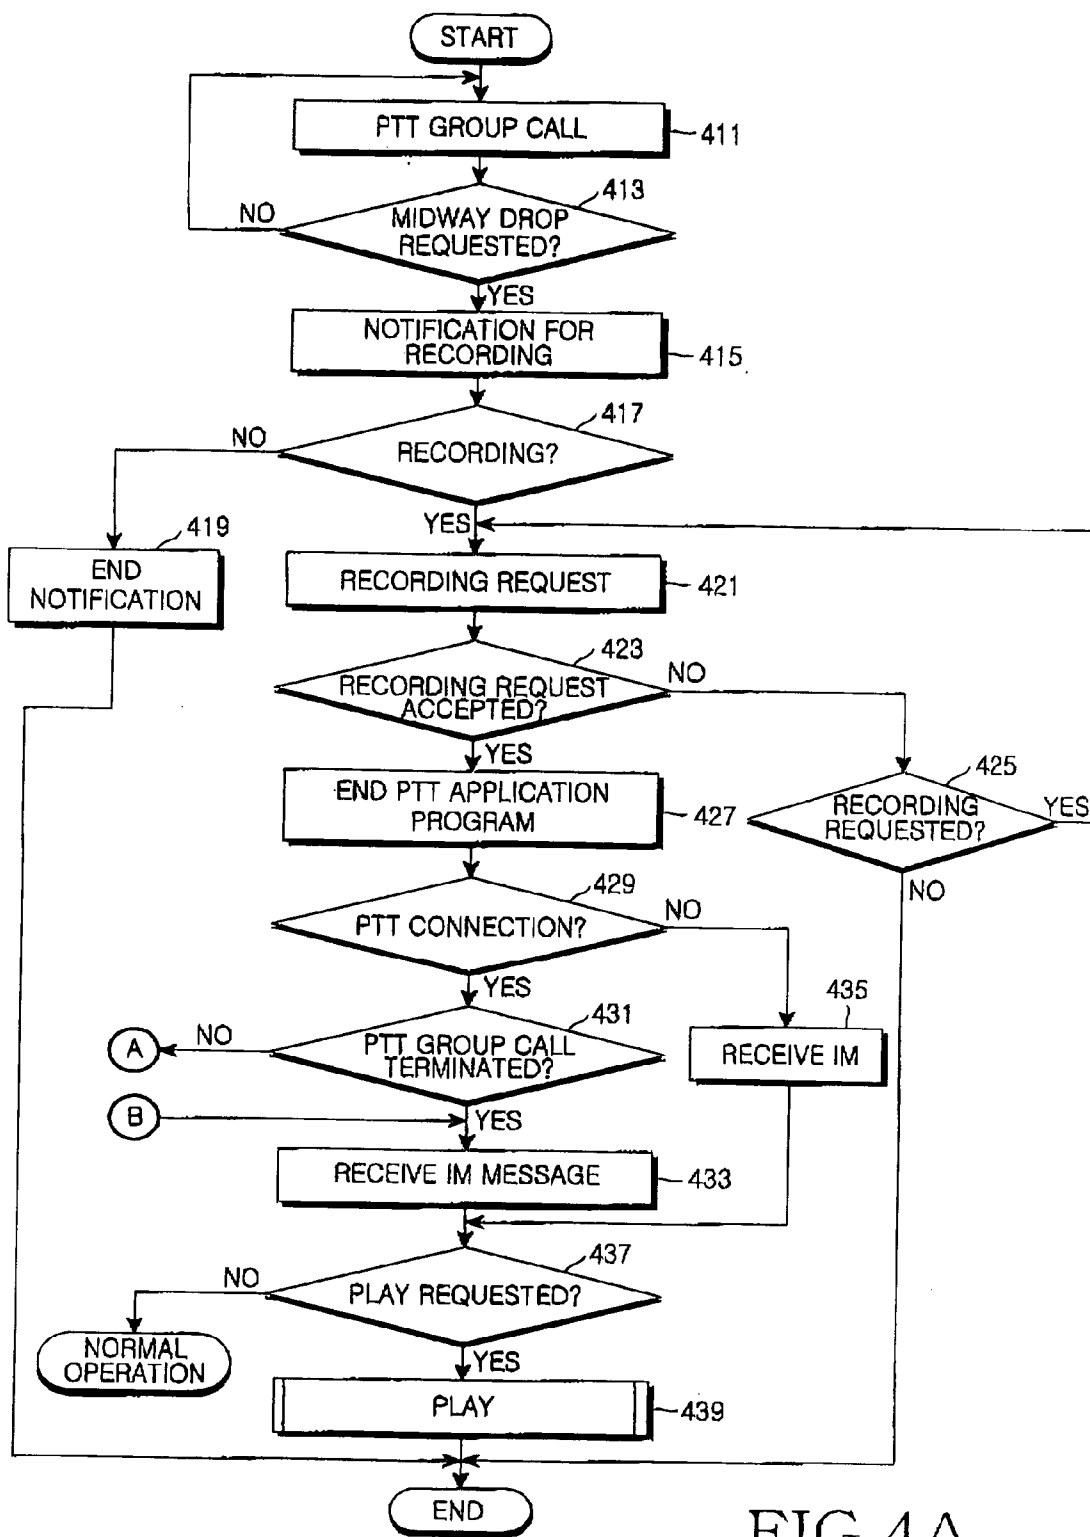 START
PTT GROUP CALL
411
413
MIDWAY DROP
REQUESTED?
NO
YES
NOTIFICATION FOR
RECORDING
415
417
NO
RECORDING?
YES
419
END
NOTIFICATION
RECORDING REQUEST
421
423
NO
RECORDING REQUEST
ACCEPTED?
YES
425
RECORDING
REQUESTED?
YES
NO
END PTT APPLICATION
PROGRAM
427
429
PTT CONNECTION?
NO
YES
435
RECEIVE IM
431
A
NO
PTT GROUP CALL
TERMINATED?
B
YES
RECEIVE IM MESSAGE
433
437
NO
PLAY REQUESTED?
NORMAL
OPERATION
YES
PLAY
439
END
FIG.4A